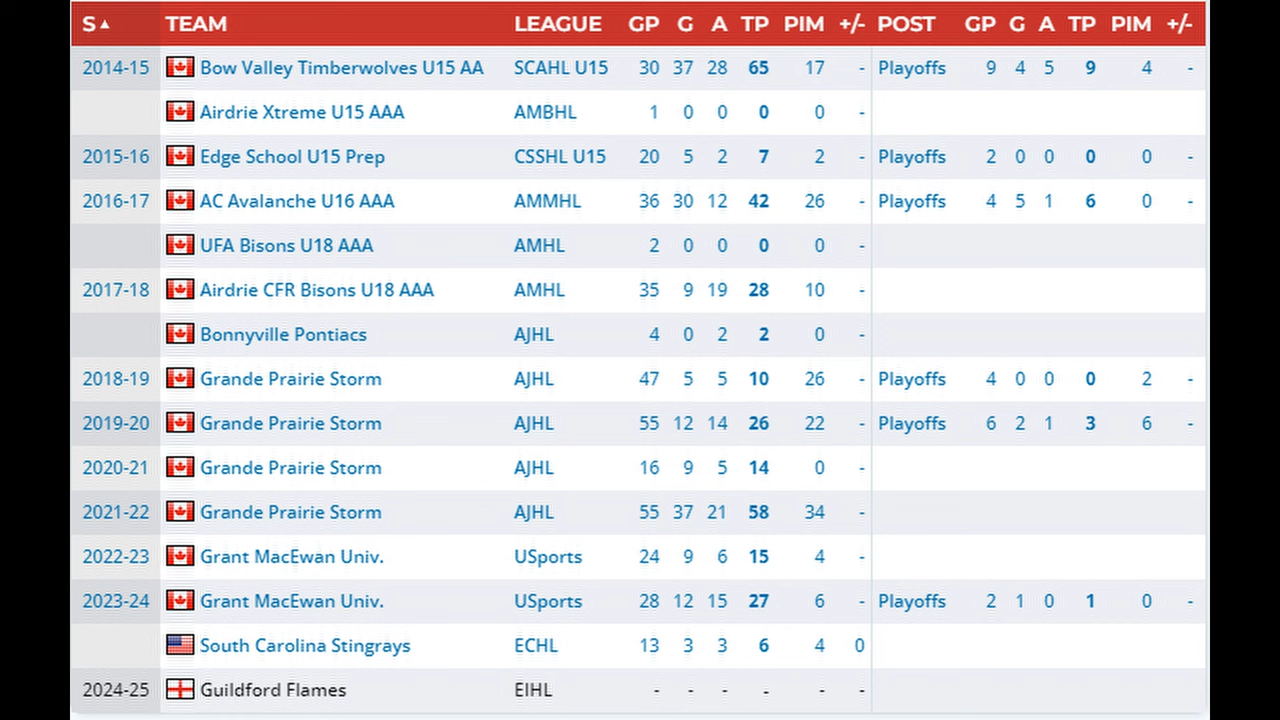 S▲ TEAM LEAGUE GP G A TP PIM +/- POST GP G A TP PIM +/-
2014-15 Bow Valley Timberwolves U15 AA SCAHL U15 30 37 28 65 17 - Playoffs 9 4 5 9 4 -
Airdrie Xtreme U15 AAA AMBHL 1 0 0 0 0 -
2015-16 Edge School U15 Prep CSSHL U15 20 5 2 7 2 - Playoffs 2 0 0 0 0 -
2016-17 AC Avalanche U16 AAA AMMHL 36 30 12 42 26 - Playoffs 4 5 1 6 0 -
UFA Bisons U18 AAA AMHL 2 0 0 0 0 -
2017-18 Airdrie CFR Bisons U18 AAA AMHL 35 9 19 28 10 -
Bonnyville Pontiacs AJHL 4 0 2 2 0 -
2018-19 Grande Prairie Storm AJHL 47 5 5 10 26 - Playoffs 4 0 0 0 2 -
2019-20 Grande Prairie Storm AJHL 55 12 14 26 22 - Playoffs 6 2 1 3 6 -
2020-21 Grande Prairie Storm AJHL 16 9 5 14 0 -
2021-22 Grande Prairie Storm AJHL 55 37 21 58 34 -
2022-23 Grant MacEwan Univ. USports 24 9 6 15 4 -
2023-24 Grant MacEwan Univ. USports 28 12 15 27 6 - Playoffs 2 1 0 1 0 -
South Carolina Stingrays ECHL 13 3 3 6 4 0
2024-25 Guildford Flames EIHL - - - - - -